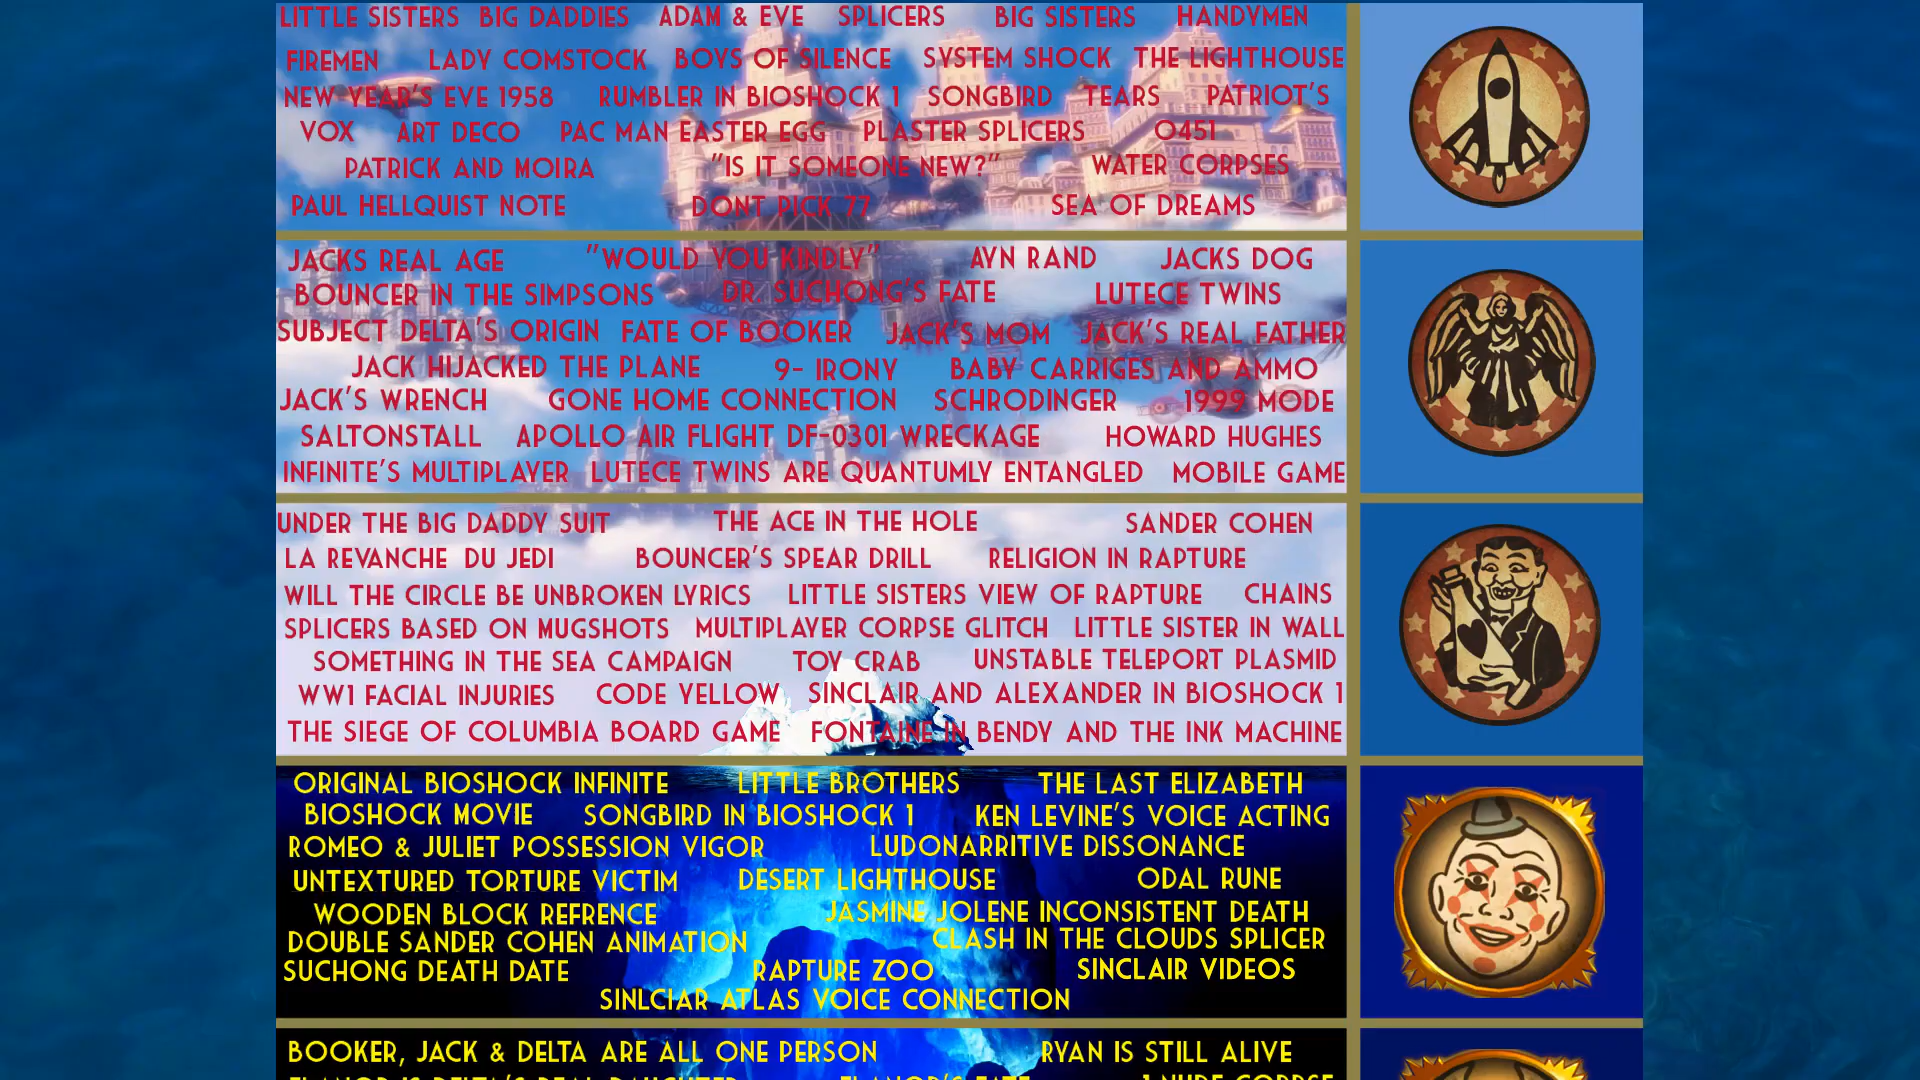 LITTLE SISTERS BIG DADDIES ADAM & EVE SPLICERS BIG SISTERS HANDYMEN
FIREMEN LADY COMSTOCK BOYS OF SILENCE SYSTEM SHOCK THE LIGHTHOUSE
NEW YEAR'S EVE 1958 RUMBLER IN BIOSHOCK 1 SONGBIRD TEARS PATRIOT'S
VOX ART DECO PAC MAN EASTER EGG PLASTER SPLICERS 0451
PATRICK AND MOIRA "IS IT SOMEONE NEW?" WATER CORPSES
PAUL HELLQUIST NOTE DONT PICK 77 SEA OF DREAMS
JACKS REAL AGE "WOULD YOU KINDLY" AYN RAND JACKS DOG
BOUNCER IN THE SIMPSONS DR. SUCHONG'S FATE LUTECE TWINS
SUBJECT DELTA'S ORIGIN FATE OF BOOKER JACK'S MOM JACK'S REAL FATHER
JACK HIJACKED THE PLANE 9- IRONY BABY CARRIGES AND AMMO
JACK'S WRENCH GONE HOME CONNECTION SCHRODINGER 1999 MODE
SALTONSTALL APOLLO AIR FLIGHT DF-0301 WRECKAGE HOWARD HUGHES
INFINITE'S MULTIPLAYER LUTECE TWINS ARE QUANTUMLY ENTANGLED MOBILE GAME
UNDER THE BIG DADDY SUIT THE ACE IN THE HOLE SANDER COHEN
LA REVANCHE DU JEDI BOUNCER'S SPEAR DRILL RELIGION IN RAPTURE
WILL THE CIRCLE BE UNBROKEN LYRICS LITTLE SISTERS VIEW OF RAPTURE CHAINS
SPLICERS BASED ON MUGSHOTS MULTIPLAYER CORPSE GLITCH LITTLE SISTER IN WALL
SOMETHING IN THE SEA CAMPAIGN TOY CRAB UNSTABLE TELEPORT PLASMID
WW1 FACIAL INJURIES CODE YELLOW SINCLAIR AND ALEXANDER IN BIOSHOCK 1
THE SIEGE OF COLUMBIA BOARD GAME FONTAINE IN BENDY AND THE INK MACHINE
ORIGINAL BIOSHOCK INFINITE LITTLE BROTHERS THE LAST ELIZABETH
BIOSHOCK MOVIE SONGBIRD IN BIOSHOCK 1 KEN LEVINE'S VOICE ACTING
ROMEO & JULIET POSSESSION VIGOR LUDONARRITIVE DISSONANCE
UNTEXTURED TORTURE VICTIM DESERT LIGHTHOUSE ODAL RUNE
WOODEN BLOCK REFRENCE JASMINE JOLENE INCONSISTENT DEATH
DOUBLE SANDER COHEN ANIMATION CLASH IN THE CLOUDS SPLICER
SUCHONG DEATH DATE RAPTURE ZOO SINCLAIR VIDEOS
SINLCIAR ATLAS VOICE CONNECTION
BOOKER, JACK & DELTA ARE ALL ONE PERSON RYAN IS STILL ALIVE